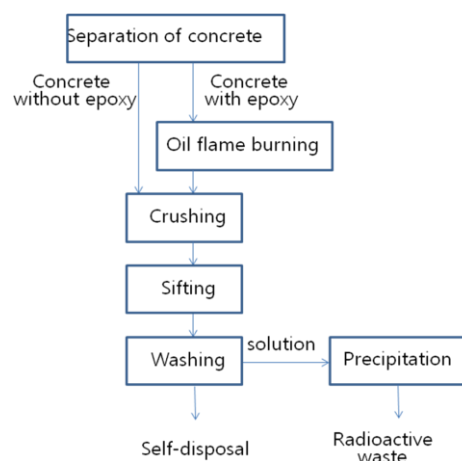 Separation of concrete
Concrete
without epoxy
Concrete
with epoxy
Oil flame burning
Crushing
Sifting
Washing
solution
Precipitation
Self-disposal
Radioactive
waste